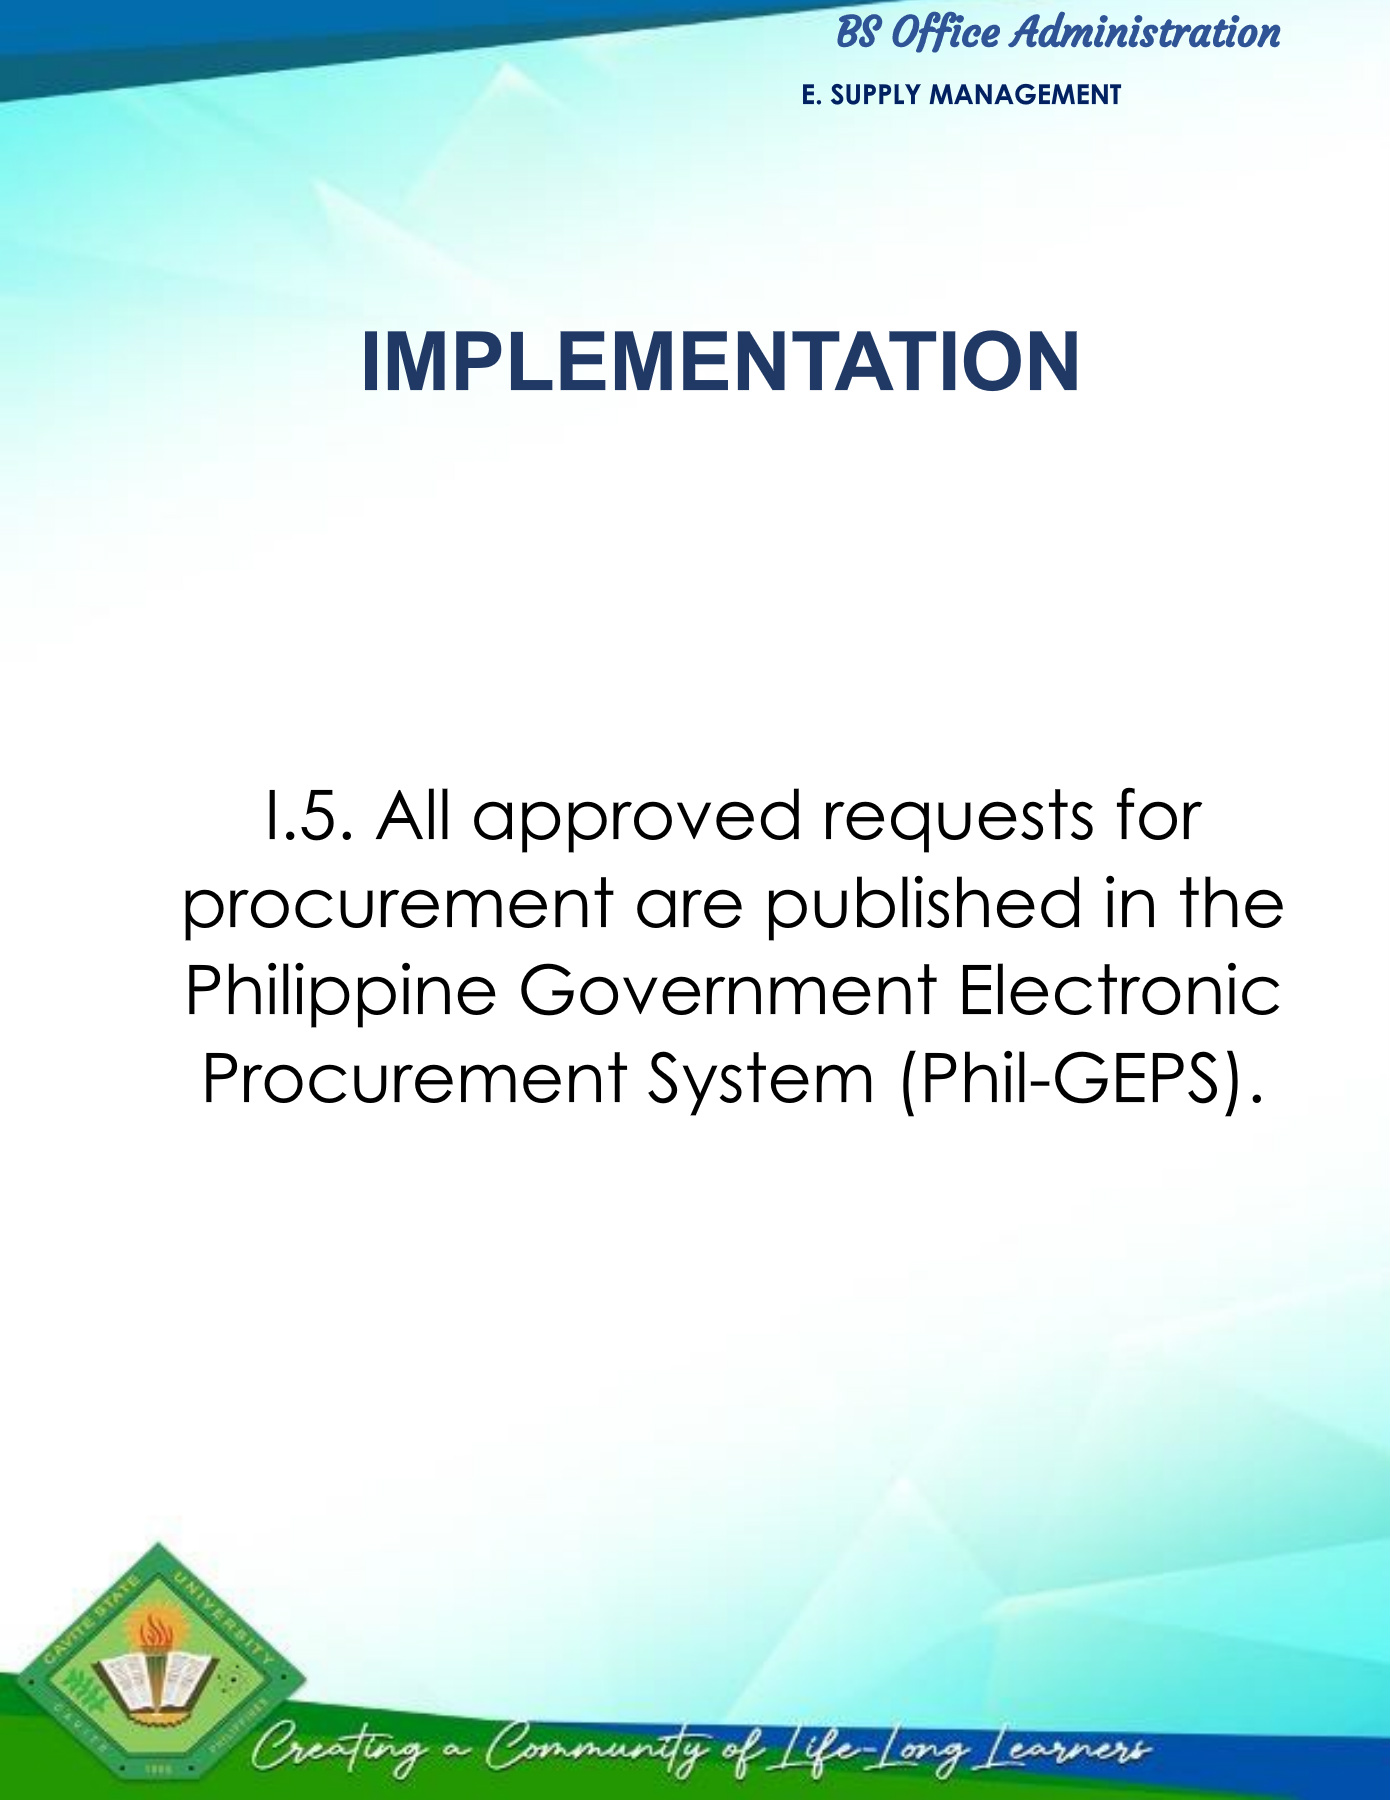 BS Office Administration
E. SUPPLY MANAGEMENT
IMPLEMENTATION
I.5. All approved requests for
procurement are published in the
Philippine Government Electronic
Procurement System (Phil-GEPS).
CAVITE STATE UNIVERSITY
CAVITE
PHILIPPINES
1906
Creating a Community of Life-Long Learners